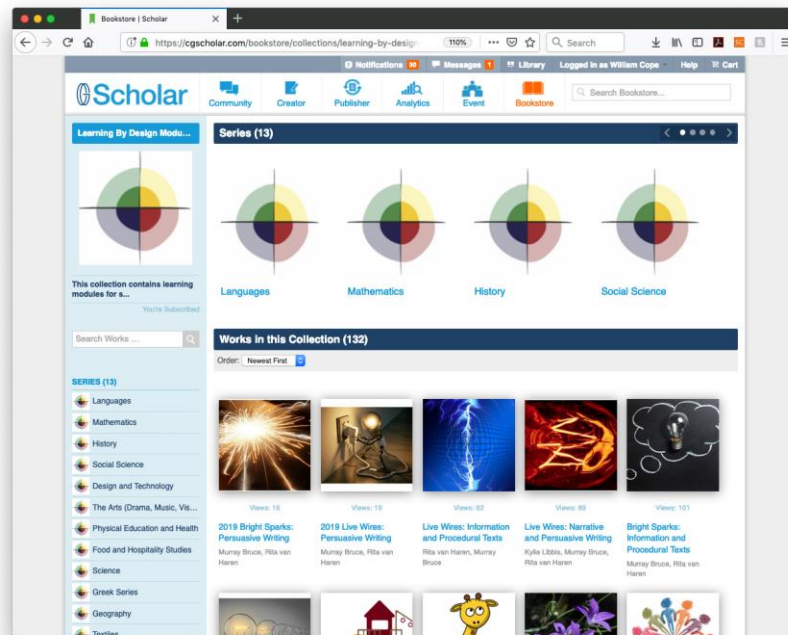 Bookstore | Scholar
https://cgscholar.com/bookstore/collections/learning-by-design
110%
Search
Notifications 30
Messages 1
Library
Logged in as William Cope
Help
Cart
Scholar
Community
Creator
Publisher
Analytics
Event
Bookstore
Search Bookstore...
Learning By Design Modu...
This collection contains learning
modules for s...
You're Subscribed
Search Works ...
SERIES (13)
Languages
Mathematics
History
Social Science
Design and Technology
The Arts (Drama, Music, Vis...
Physical Education and Health
Food and Hospitality Studies
Science
Greek Series
Geography
Textiles
Series (13)
Languages
Mathematics
History
Social Science
Works in this Collection (132)
Order: Newest First
Views: 16
2019 Bright Sparks:
Persuasive Writing
Murray Bruce, Rita van
Haren
Views: 19
2019 Live Wires:
Persuasive Writing
Murray Bruce, Rita van
Haren
Views: 82
Live Wires: Information
and Procedural Texts
Rita van Haren, Murray
Bruce
Views: 89
Live Wires: Narrative
and Persuasive Writing
Kylie Libbis, Murray Bruce,
Rita van Haren
Views: 101
Bright Sparks:
Information and
Procedural Texts
Murray Bruce, Rita van
Haren